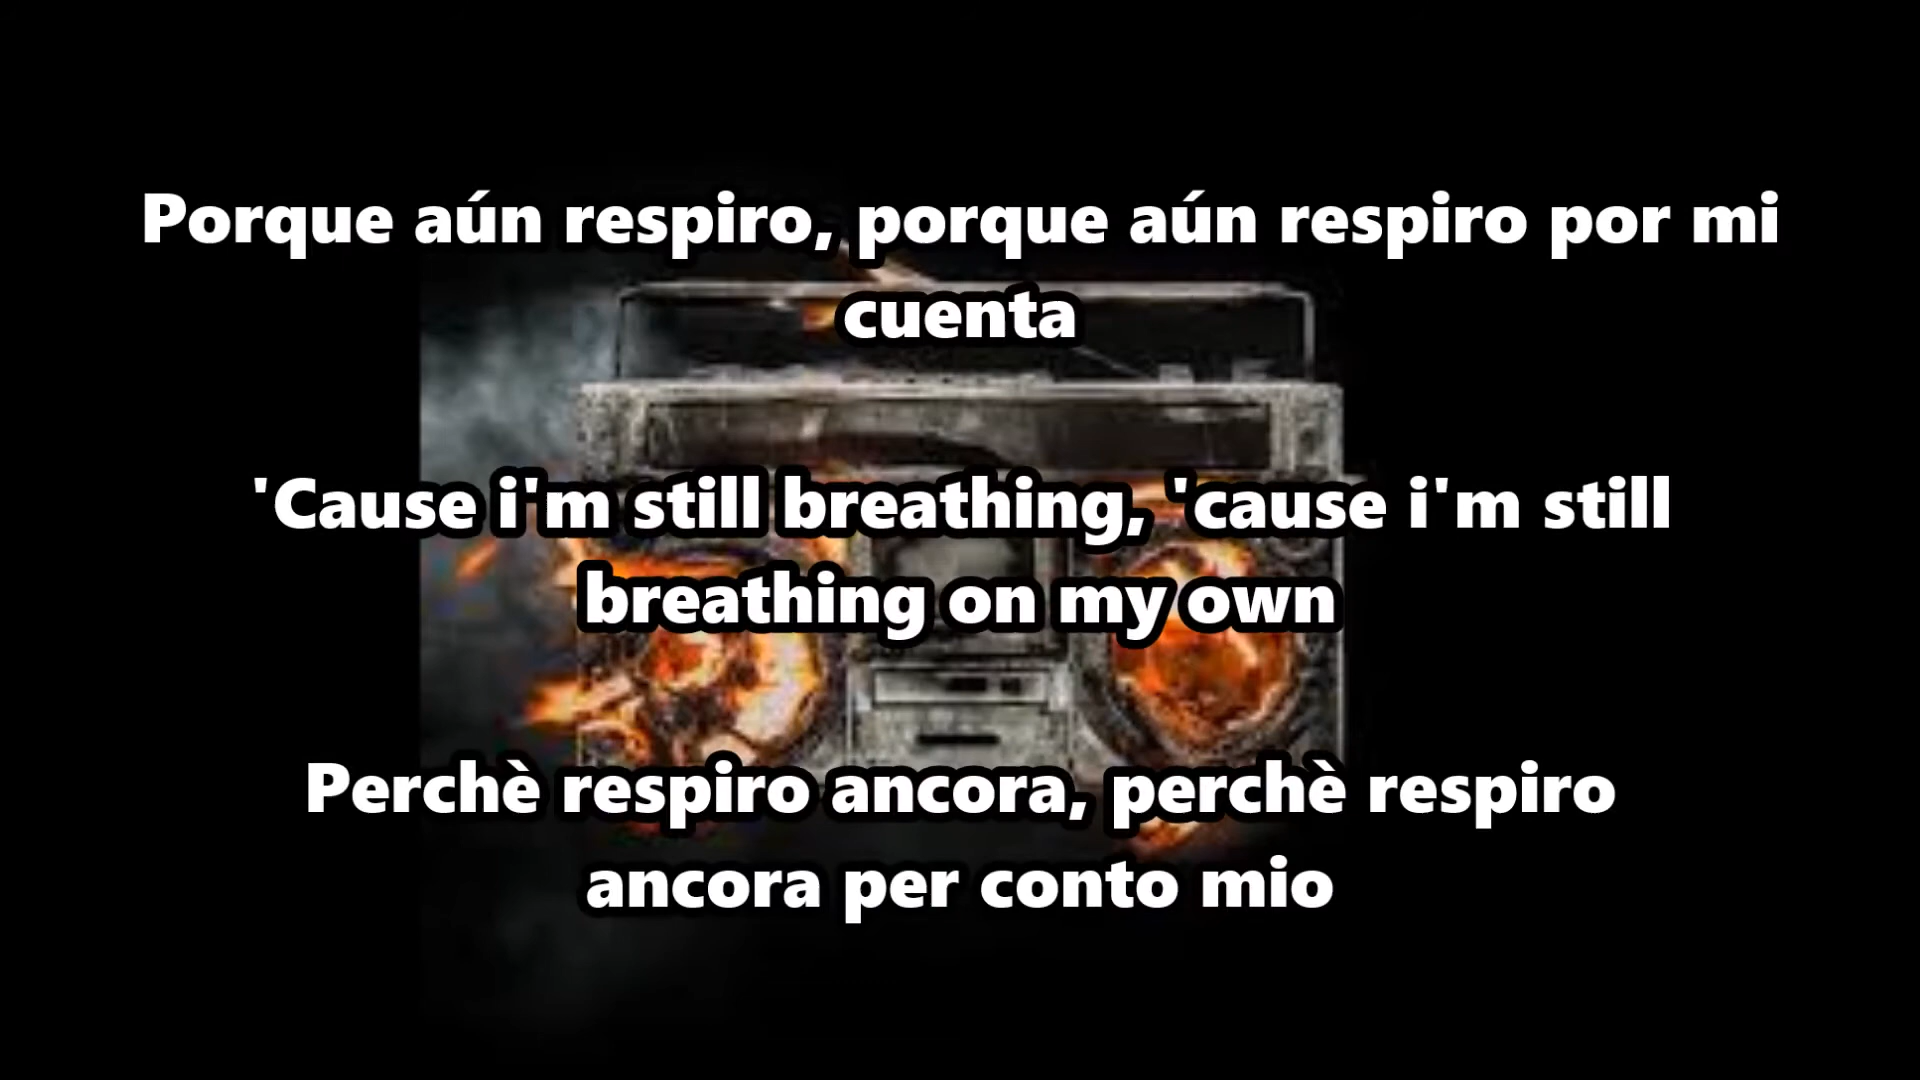 Porque aún respiro, porque aún respiro por mi
cuenta
'Cause i'm still breathing, 'cause i'm still
breathing on my own
Perchè respiro ancora, perchè respiro
ancora per conto mio